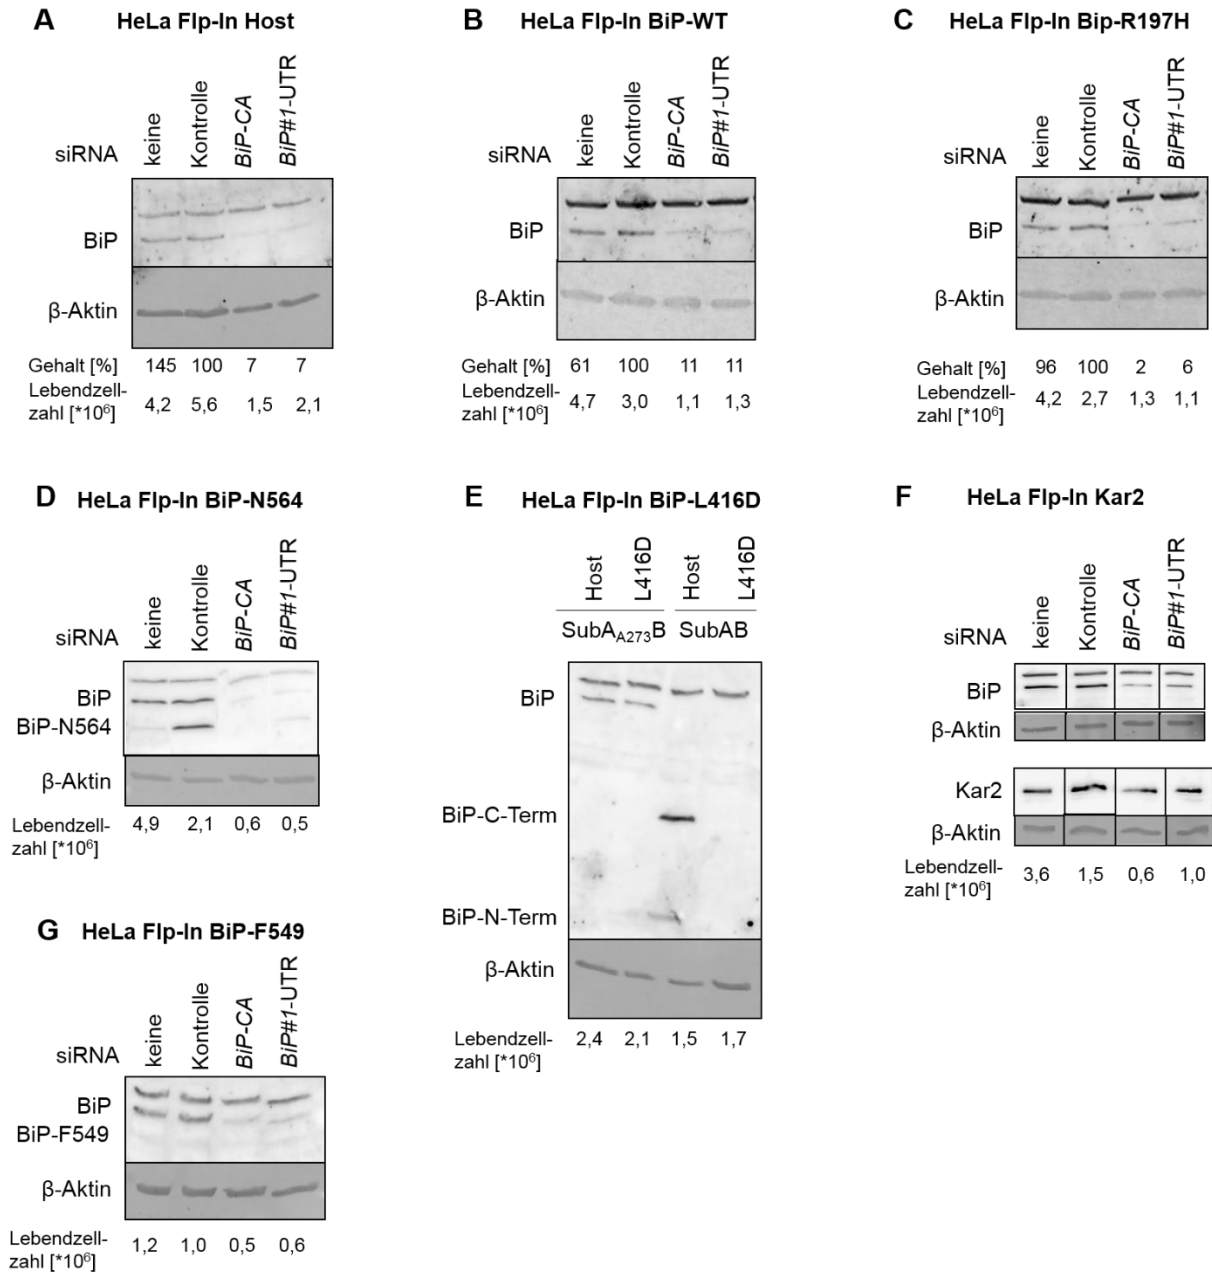 A HeLa Flp-In Host
siRNA keine Kontrolle BiP-CA BiP#1-UTR
BiP
β-Aktin
Gehalt [%] 145 100 7 7
Lebendzell-
zahl [*10⁶] 4,2 5,6 1,5 2,1
B HeLa Flp-In BiP-WT
siRNA keine Kontrolle BiP-CA BiP#1-UTR
BiP
β-Aktin
Gehalt [%] 61 100 11 11
Lebendzell-
zahl [*10⁶] 4,7 3,0 1,1 1,3
C HeLa Flp-In Bip-R197H
siRNA keine Kontrolle BiP-CA BiP#1-UTR
BiP
β-Aktin
Gehalt [%] 96 100 2 6
Lebendzell-
zahl [*10⁶] 4,2 2,7 1,3 1,1
D HeLa Flp-In BiP-N564
siRNA keine Kontrolle BiP-CA BiP#1-UTR
BiP
BiP-N564
β-Aktin
Lebendzell-
zahl [*10⁶] 4,9 2,1 0,6 0,5
E HeLa Flp-In BiP-L416D
Host L416D Host L416D
SubA_A273B SubAB
BiP
BiP-C-Term
BiP-N-Term
β-Aktin
Lebendzell-
zahl [*10⁶] 2,4 2,1 1,5 1,7
F HeLa Flp-In Kar2
siRNA keine Kontrolle BiP-CA BiP#1-UTR
BiP
β-Aktin
Kar2
β-Aktin
Lebendzell-
zahl [*10⁶] 3,6 1,5 0,6 1,0
G HeLa Flp-In BiP-F549
siRNA keine Kontrolle BiP-CA BiP#1-UTR
BiP
BiP-F549
β-Aktin
Lebendzell-
zahl [*10⁶] 1,2 1,0 0,5 0,6